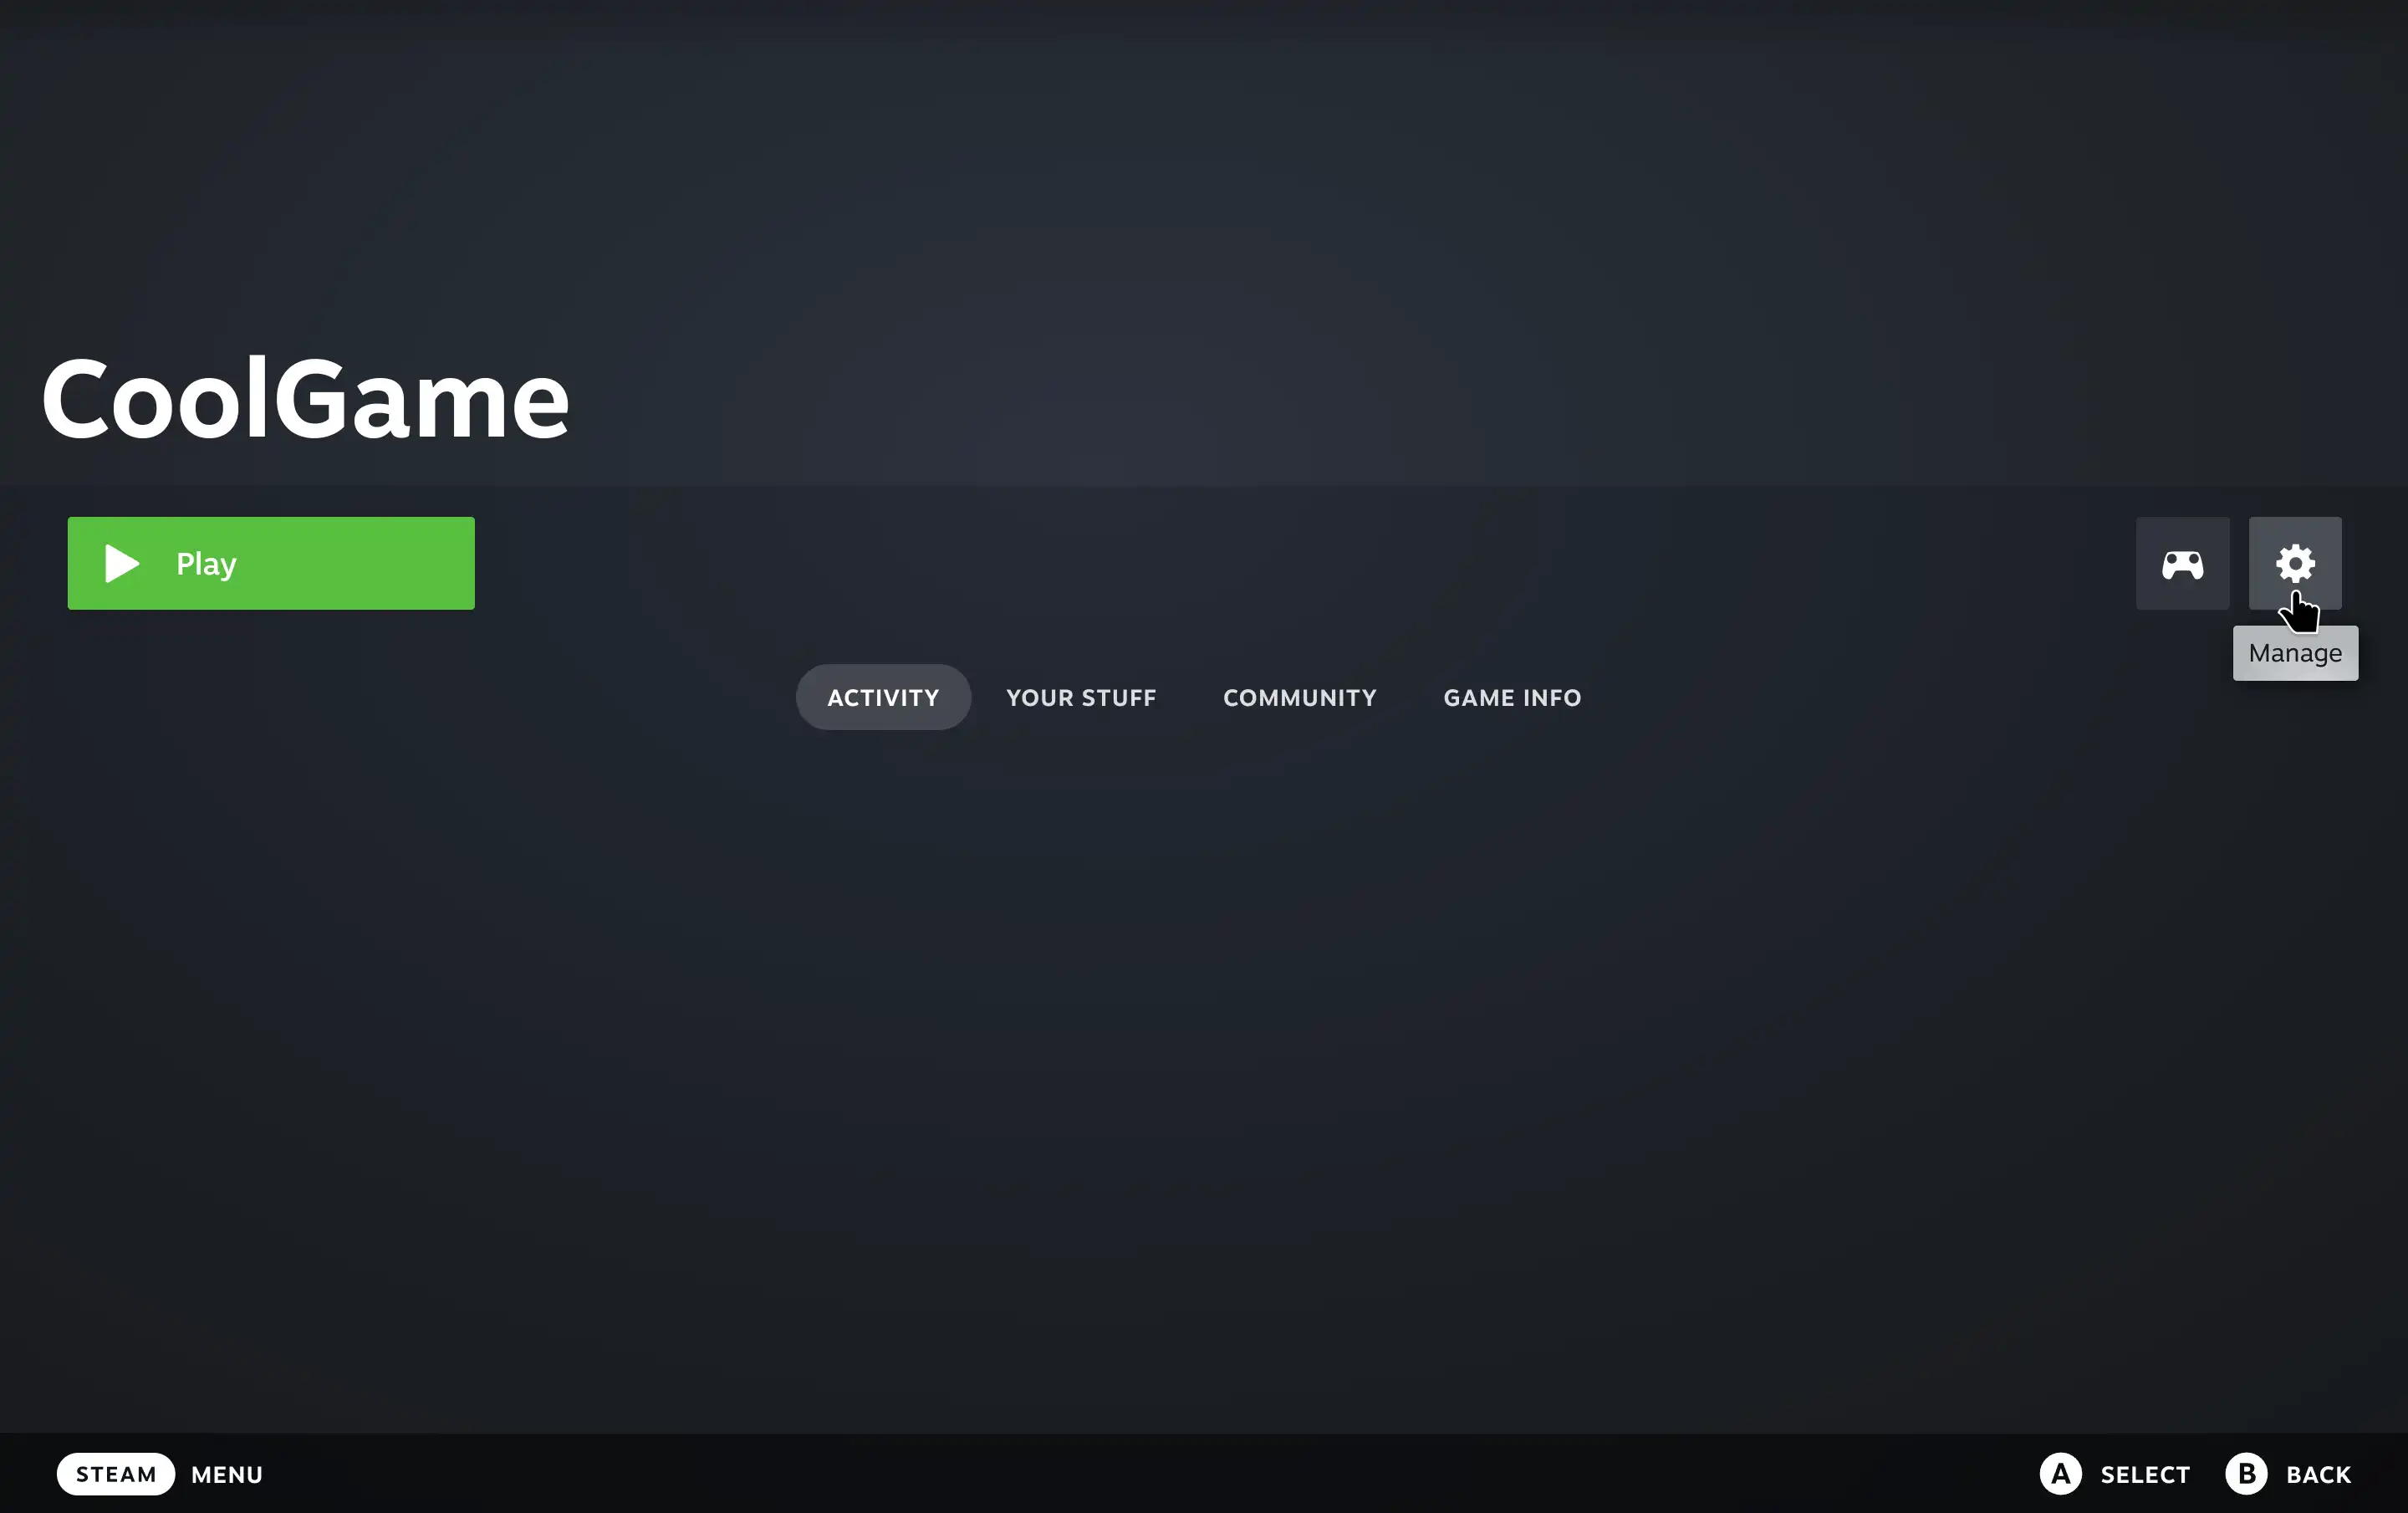 CoolGame
Play
Manage
ACTIVITY YOUR STUFF COMMUNITY GAME INFO
STEAM MENU A SELECT B BACK